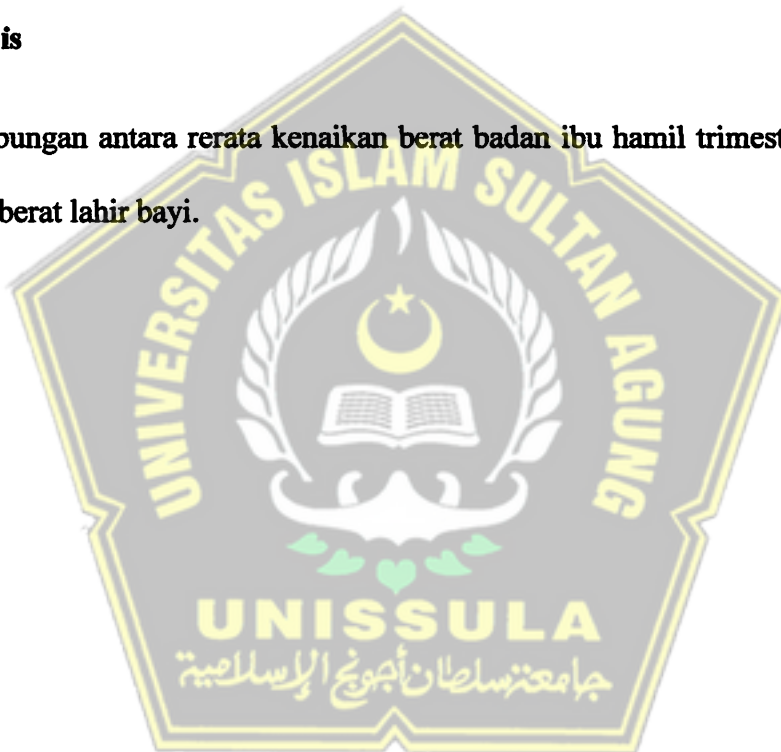 is
bungan antara rerata kenaikan berat badan ibu hamil trimest
berat lahir bayi.
UNIVERSITAS ISLAM SULTAN AGUNG
UNISSULA
جامعة سلطان أجونج الإسلامية